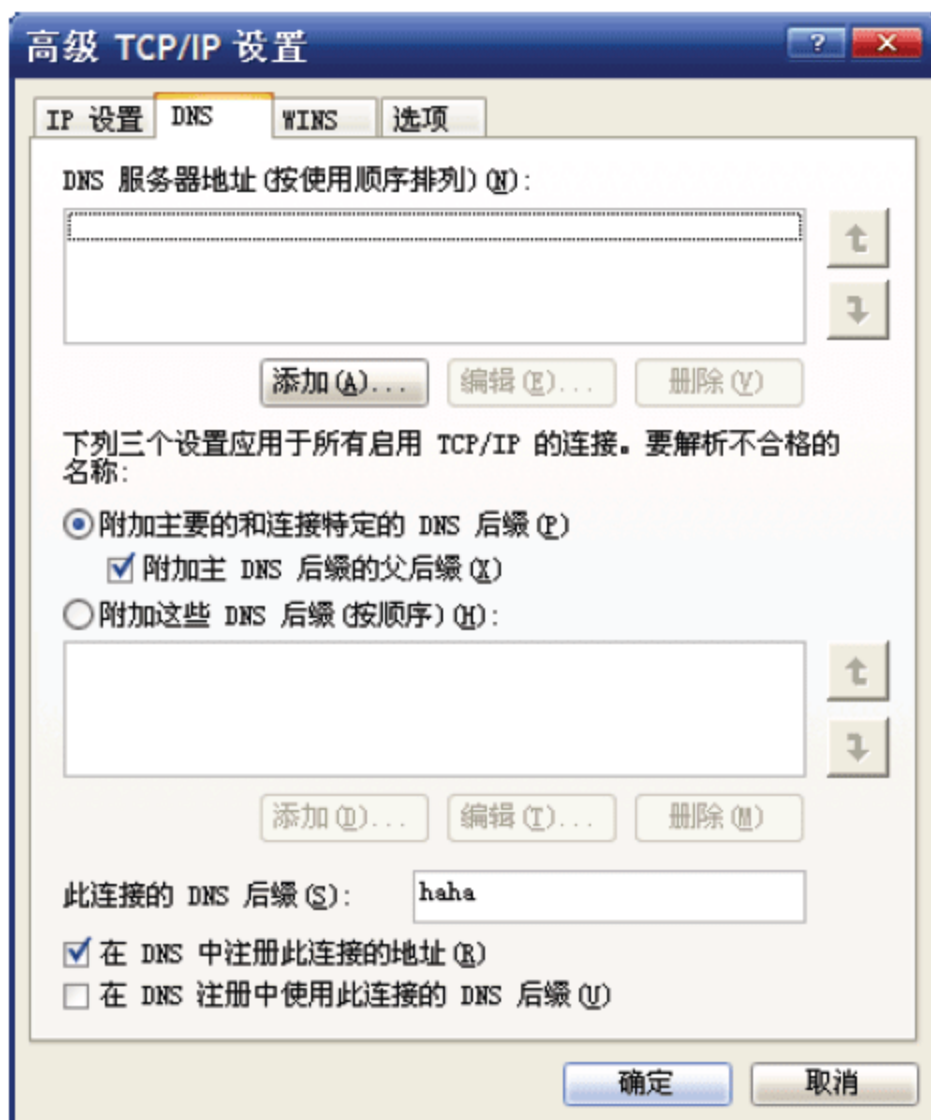 高级 TCP/IP 设置
?
IP 设置 DNS WINS 选项
DNS 服务器地址(按使用顺序排列)(N):
添加(A)... 编辑(E)... 删除(V)
下列三个设置应用于所有启用 TCP/IP 的连接。要解析不合格的
名称:
附加主要的和连接特定的 DNS 后缀(P)
附加主 DNS 后缀的父后缀(X)
附加这些 DNS 后缀(按顺序)(H):
添加(D)... 编辑(T)... 删除(M)
此连接的 DNS 后缀(S): haha
在 DNS 中注册此连接的地址(R)
在 DNS 注册中使用此连接的 DNS 后缀(U)
确定 取消